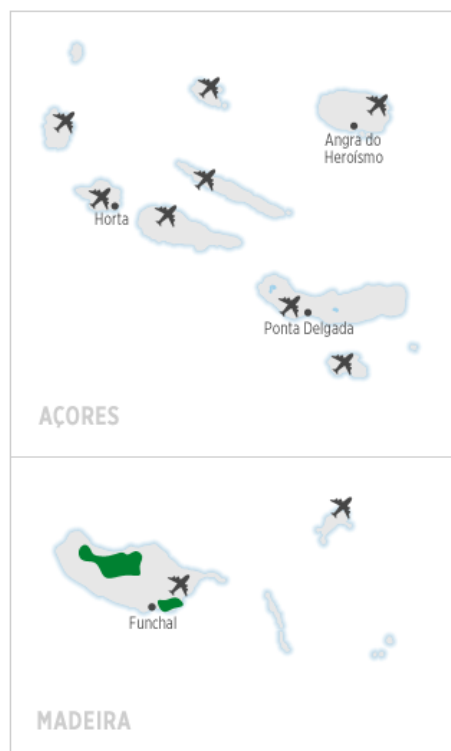 Angra do
Heroísmo
Horta
Ponta Delgada
AÇORES
Funchal
MADEIRA